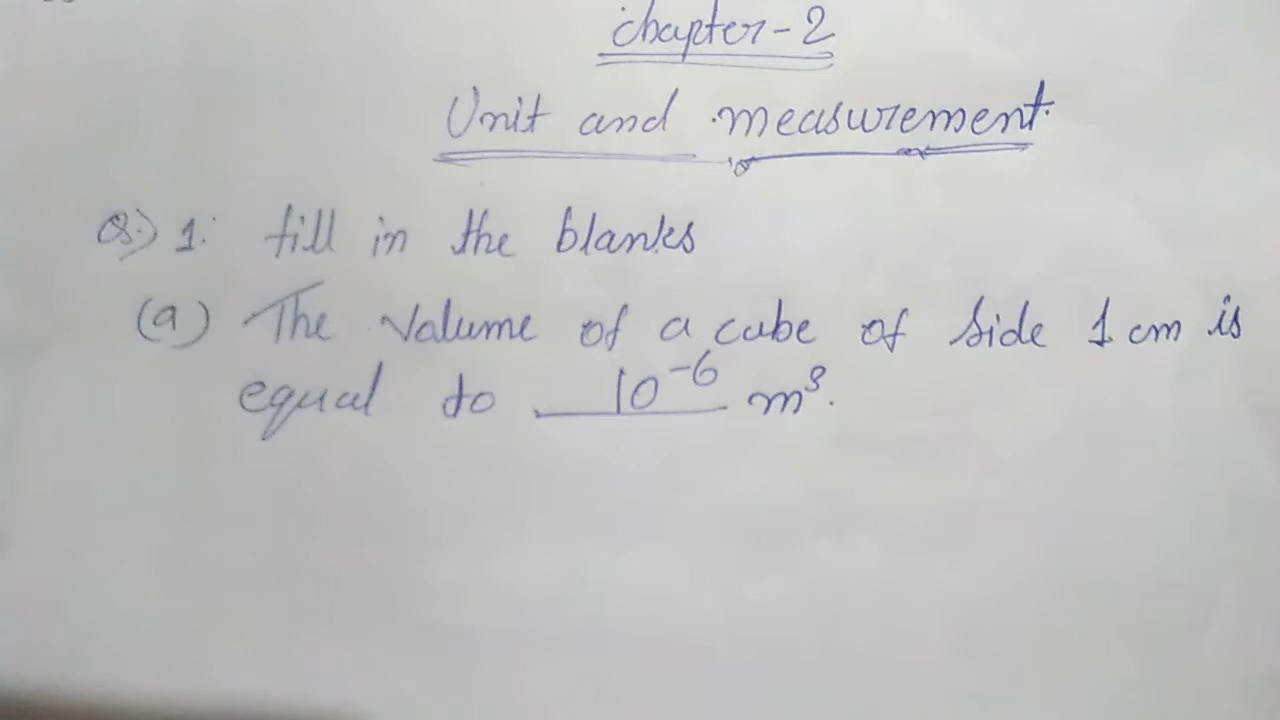 chapter-2
Unit and measurement.
Q.) 1. fill in the blanks
(a) The Volume of a cube of side 1 cm is
equal to 10⁻⁶ m³.